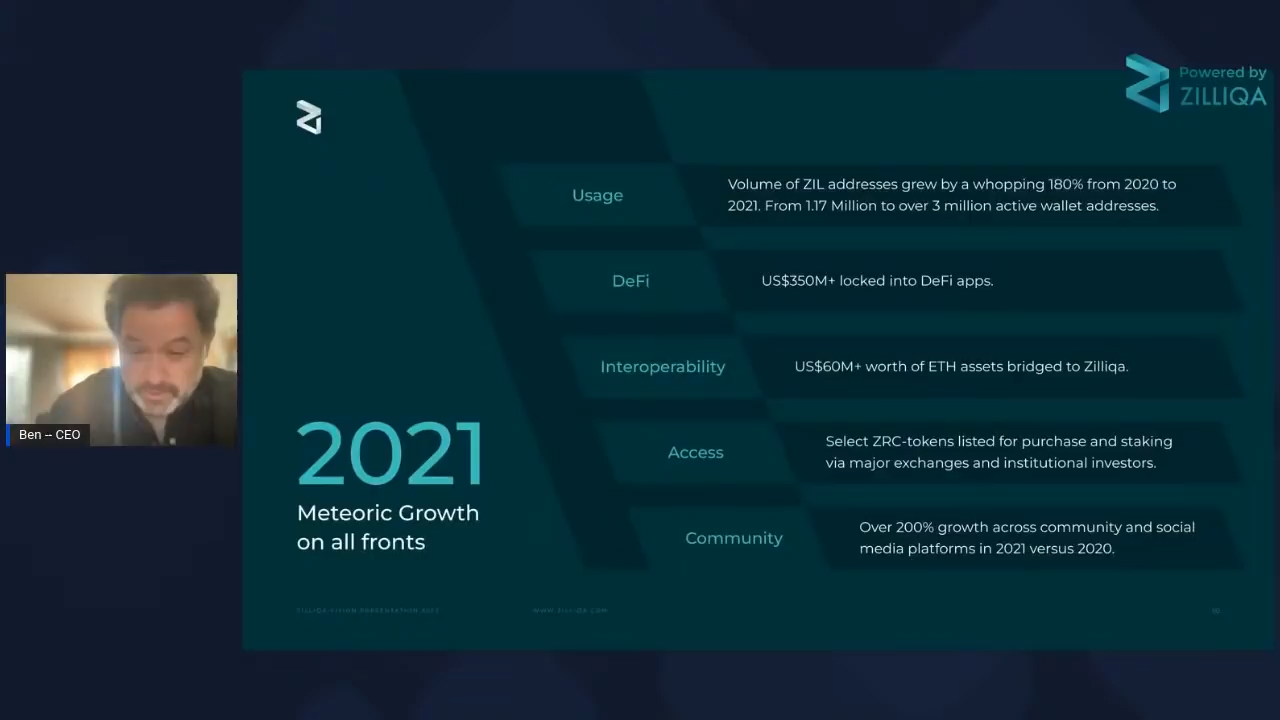 Powered by
ZILLIQA
Usage
Volume of ZIL addresses grew by a whopping 180% from 2020 to
2021. From 1.17 Million to over 3 million active wallet addresses.
DeFi
US$350M+ locked into DeFi apps.
Interoperability
US$60M+ worth of ETH assets bridged to Zilliqa.
Access
Select ZRC-tokens listed for purchase and staking
via major exchanges and institutional investors.
Community
Over 200% growth across community and social
media platforms in 2021 versus 2020.
2021
Meteoric Growth
on all fronts
Ben -- CEO
WWW.ZILLIQA.COM